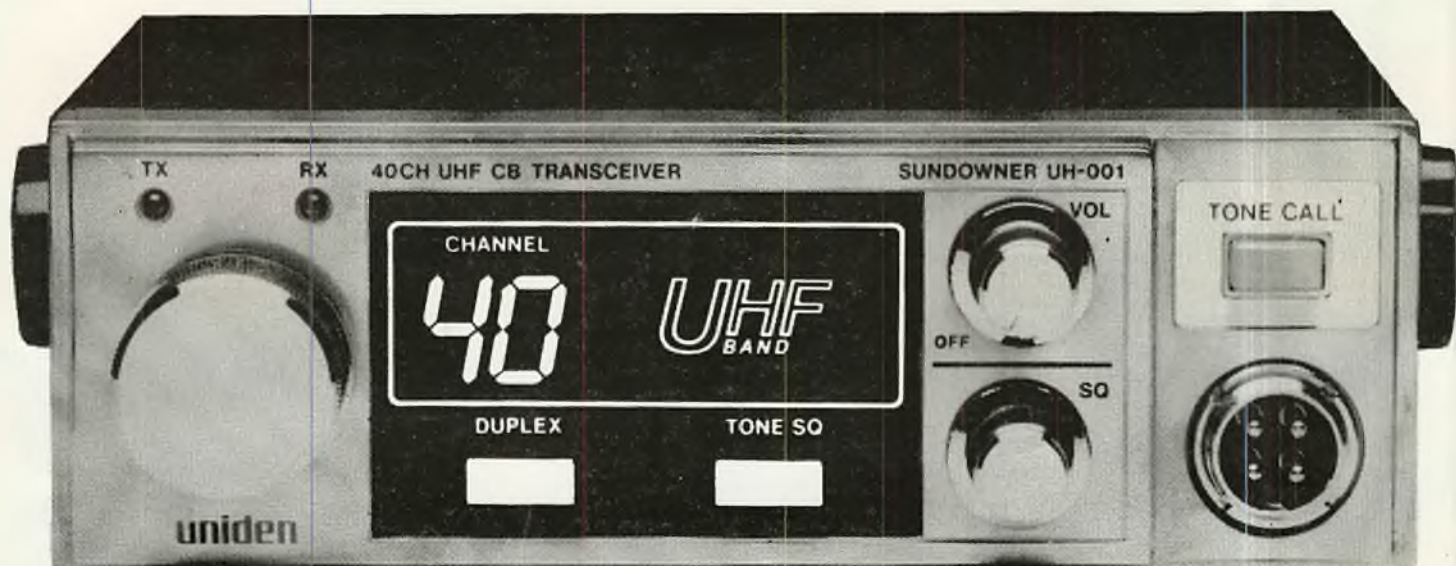 TX RX 40CH UHF CB TRANSCEIVER SUNDOWNER UH-001
CHANNEL
40
UHF
BAND
DUPLEX TONE SQ
VOL
OFF
SQ
TONE CALL
uniden